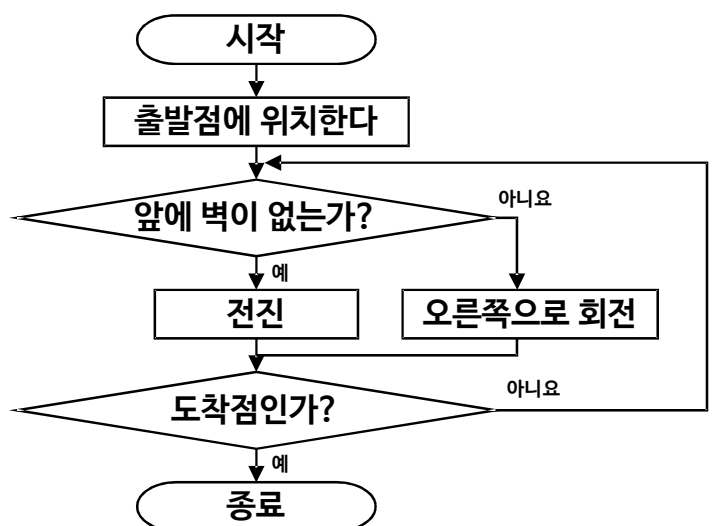 시작
출발점에 위치한다
앞에 벽이 없는가?
아니요
예
전진
오른쪽으로 회전
도착점인가?
아니요
예
종료